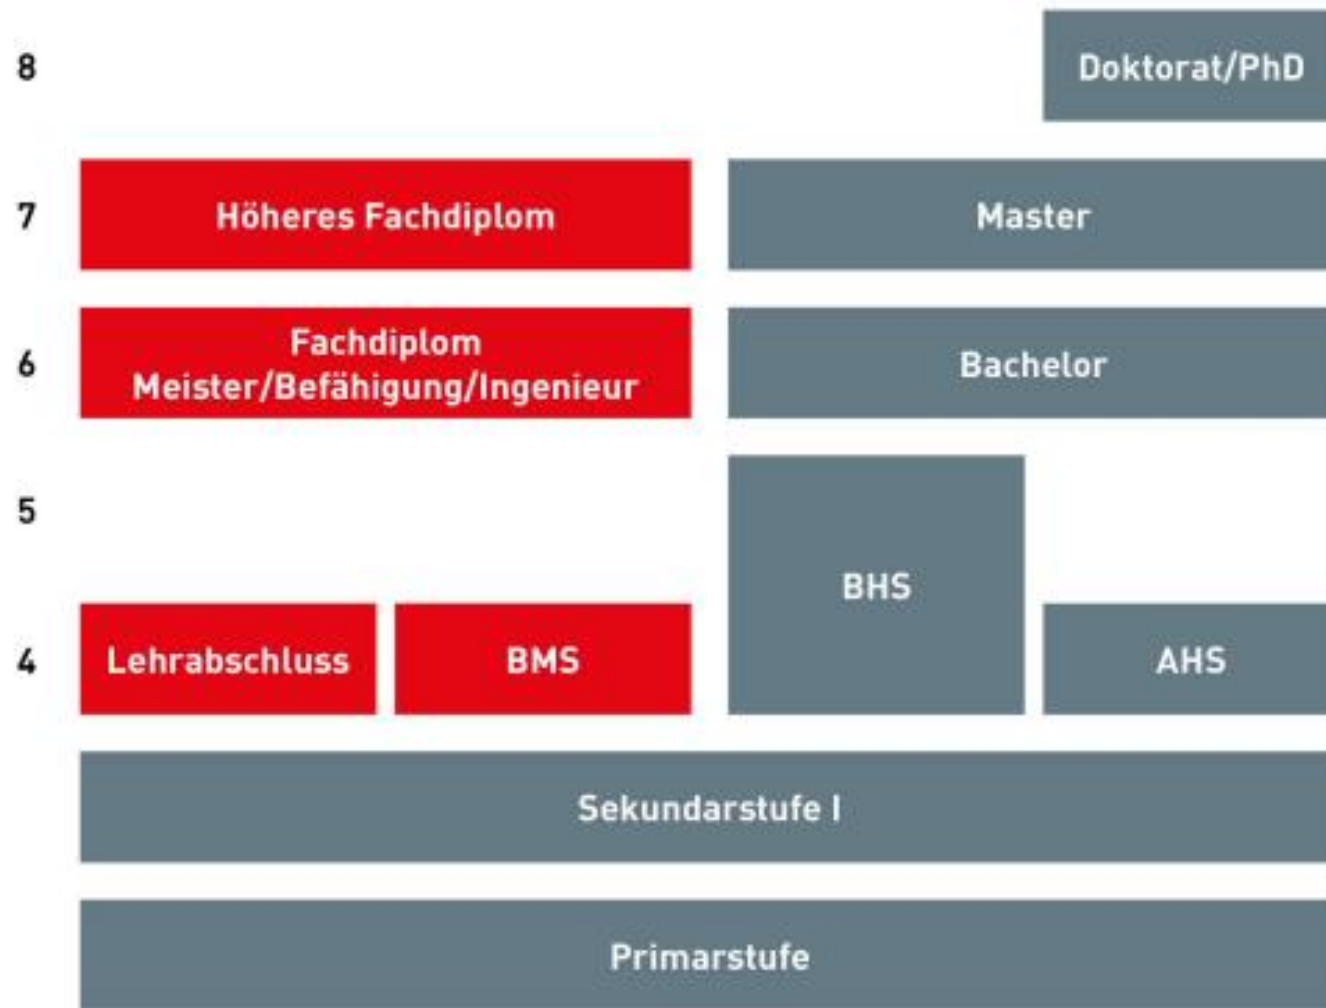 8
Doktorat/PhD
7
Höheres Fachdiplom
Master
6
Fachdiplom
Meister/Befähigung/Ingenieur
Bachelor
5
BHS
4
Lehrabschluss
BMS
AHS
Sekundarstufe I
Primarstufe